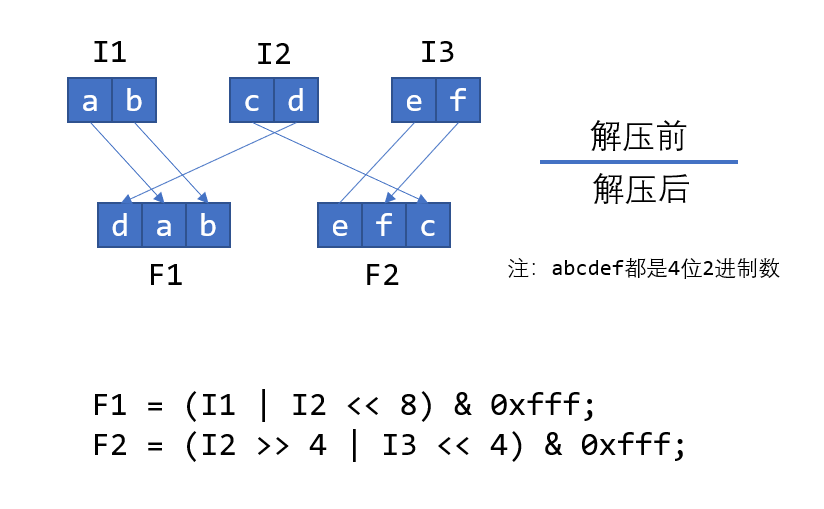 I1 I2 I3
a b c d e f
解压前
解压后
d a b e f c
F1 F2
注：abcdef都是4位2进制数
F1 = (I1 | I2 << 8) & 0xfff;
F2 = (I2 >> 4 | I3 << 4) & 0xfff;